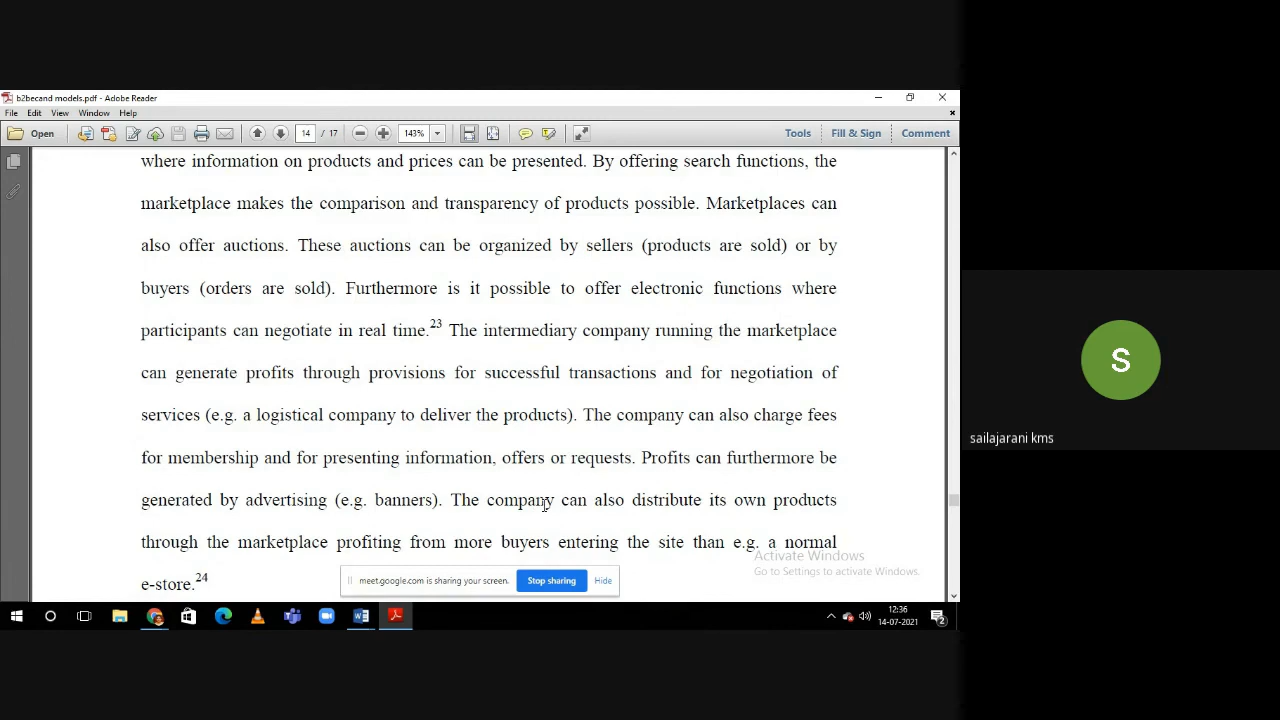 b2becand models.pdf - Adobe Reader
File Edit View Window Help
Open 14 / 17 143% Tools Fill & Sign Comment
where information on products and prices can be presented. By offering search functions, the
marketplace makes the comparison and transparency of products possible. Marketplaces can
also offer auctions. These auctions can be organized by sellers (products are sold) or by
buyers (orders are sold). Furthermore is it possible to offer electronic functions where
participants can negotiate in real time.23 The intermediary company running the marketplace
can generate profits through provisions for successful transactions and for negotiation of
services (e.g. a logistical company to deliver the products). The company can also charge fees
for membership and for presenting information, offers or requests. Profits can furthermore be
generated by advertising (e.g. banners). The company can also distribute its own products
through the marketplace profiting from more buyers entering the site than e.g. a normal
e-store.24
Activate Windows
Go to Settings to activate Windows.
meet.google.com is sharing your screen. Stop sharing Hide
12:36
14-07-2021
2
S
sailajarani kms